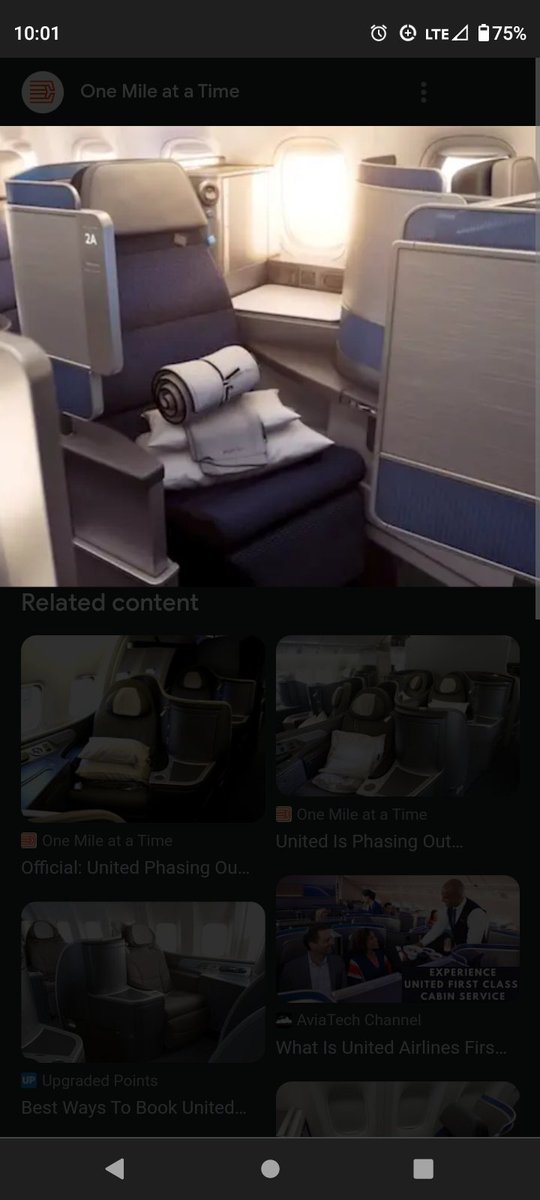 10:01
LTE
75%
One Mile at a Time
2A
Related content
One Mile at a Time
Official: United Phasing Ou...
One Mile at a Time
United Is Phasing Out...
EXPERIENCE
UNITED FIRST CLASS
CABIN SERVICE
AviaTech Channel
What Is United Airlines Firs...
UP Upgraded Points
Best Ways To Book United...